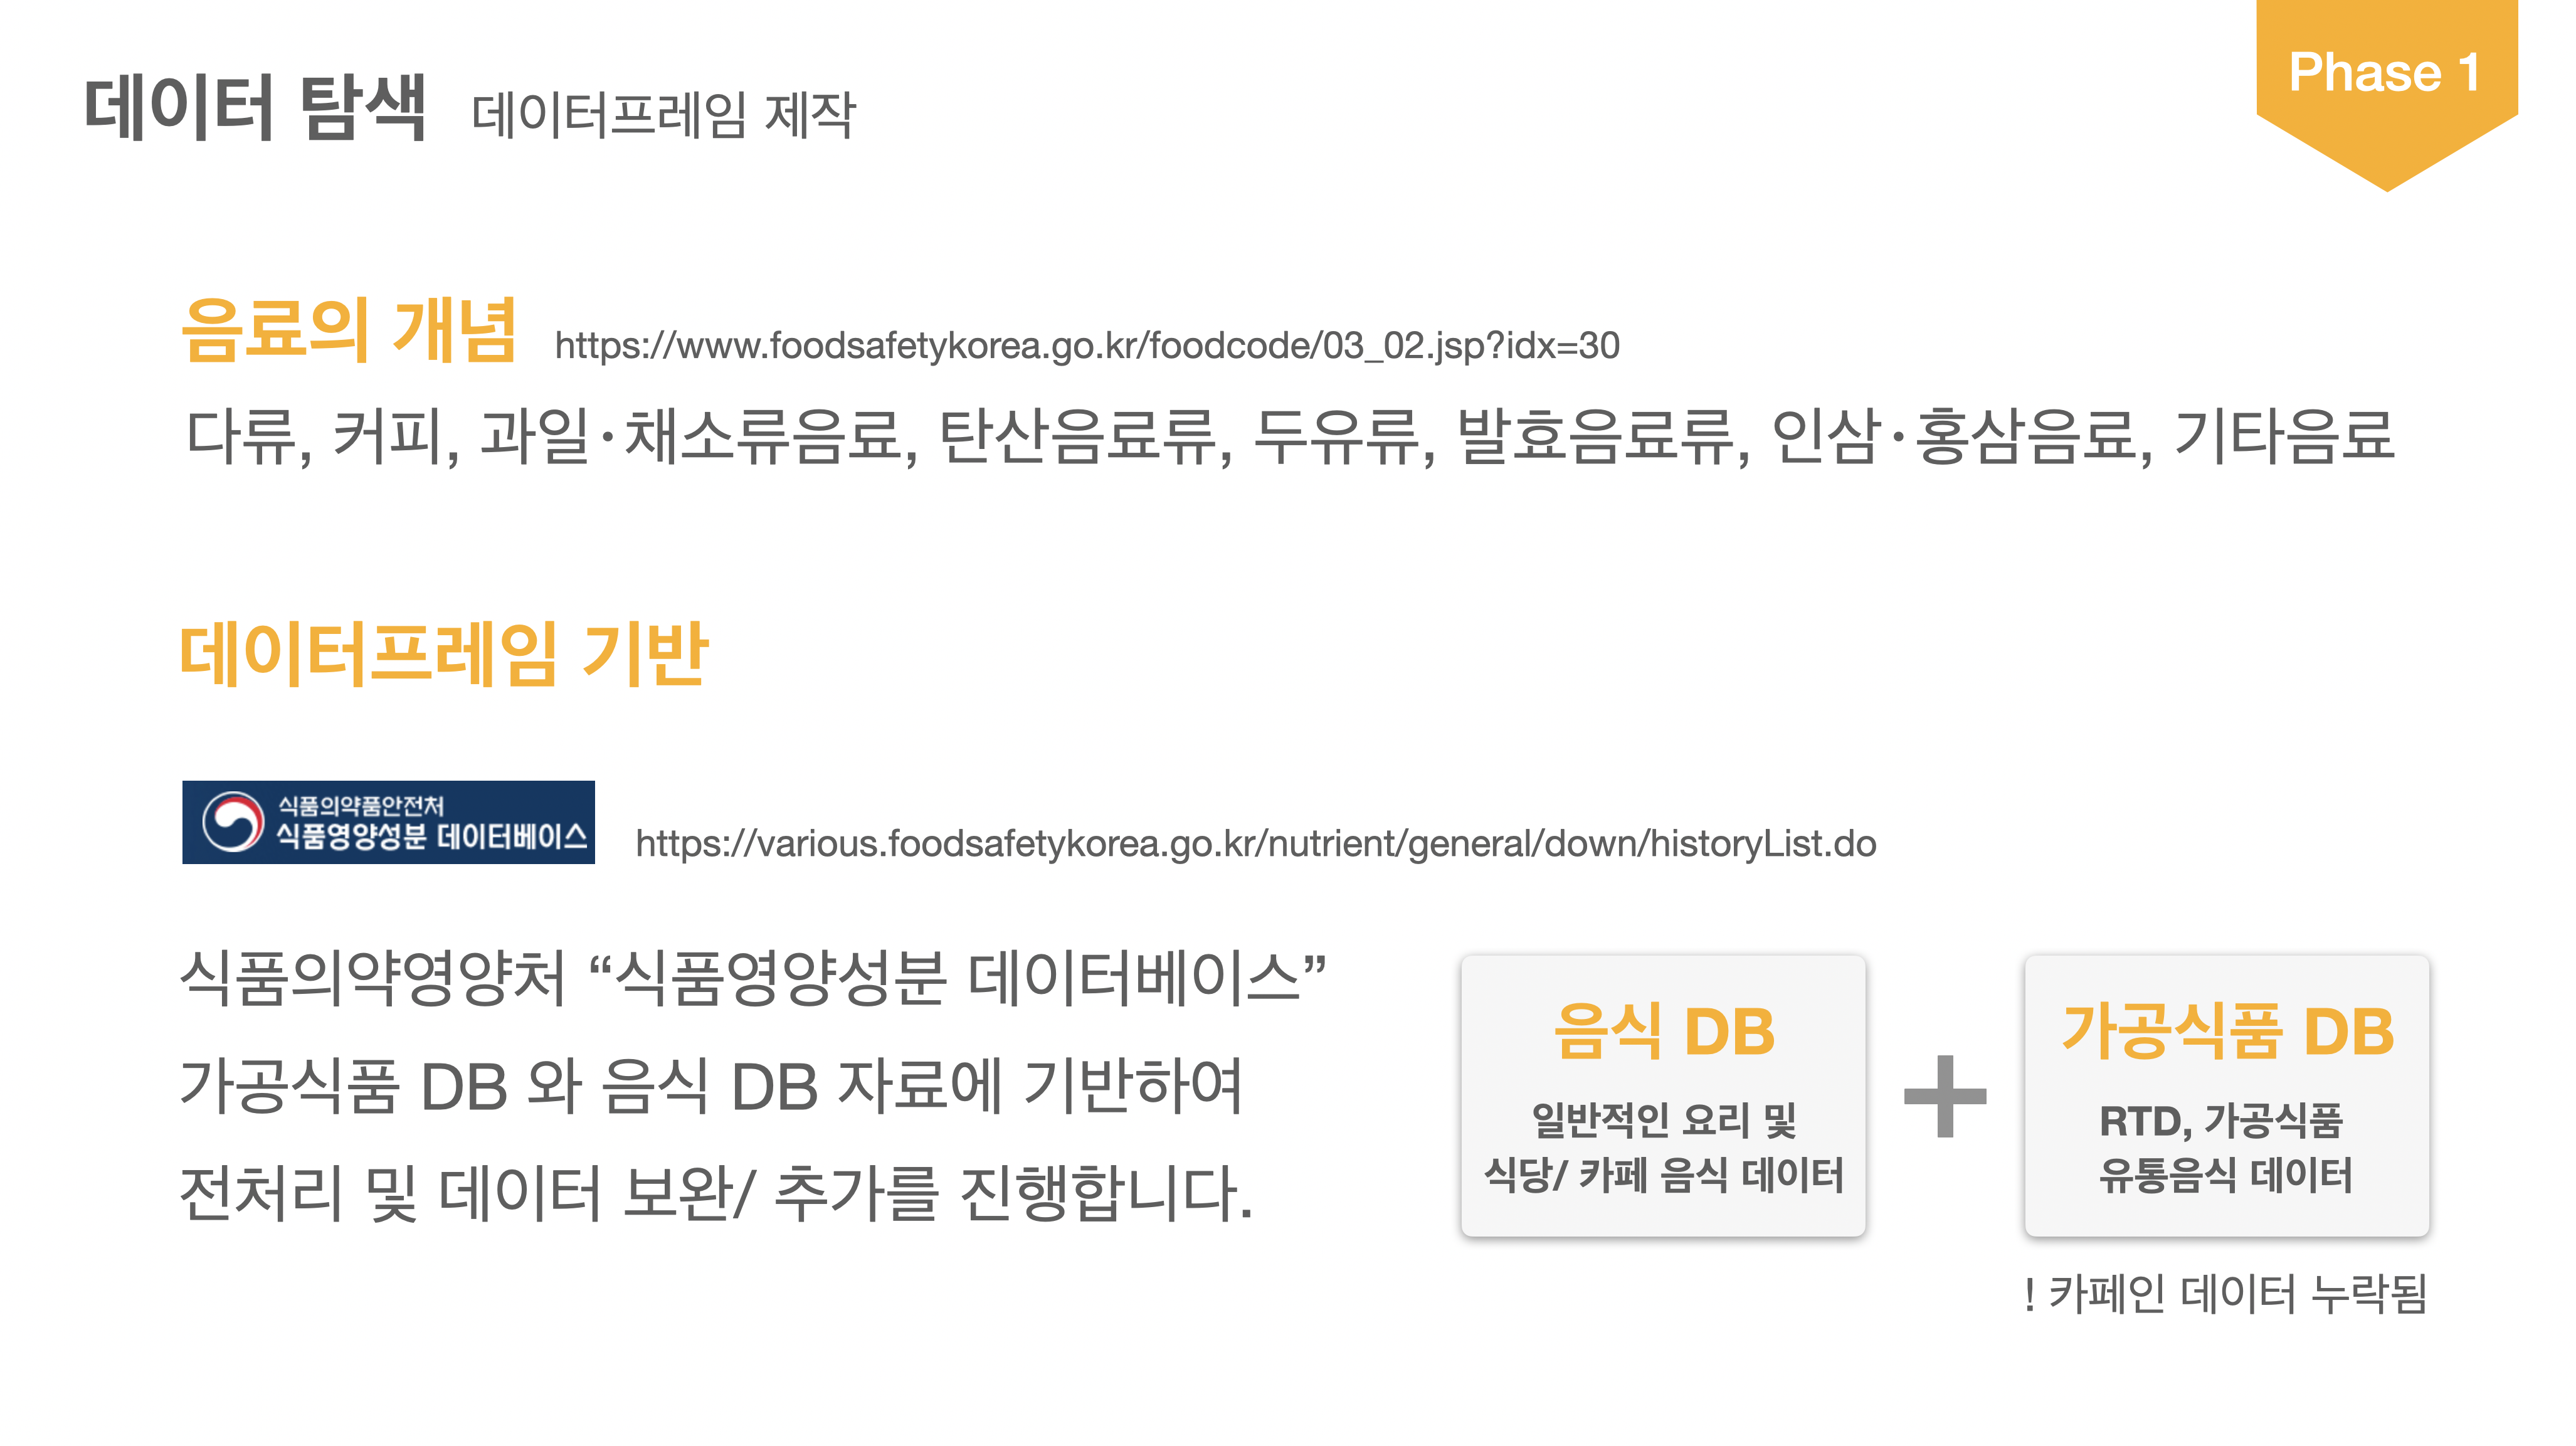 데이터 탐색 데이터프레임 제작
Phase 1
음료의 개념 https://www.foodsafetykorea.go.kr/foodcode/03_02.jsp?idx=30
다류, 커피, 과일·채소류음료, 탄산음료류, 두유류, 발효음료류, 인삼·홍삼음료, 기타음료
데이터프레임 기반
식품의약품안전처
식품영양성분 데이터베이스
https://various.foodsafetykorea.go.kr/nutrient/general/down/historyList.do
식품의약영양처 “식품영양성분 데이터베이스”
가공식품 DB 와 음식 DB 자료에 기반하여
전처리 및 데이터 보완/ 추가를 진행합니다.
음식 DB
일반적인 요리 및
식당/ 카페 음식 데이터
+
가공식품 DB
RTD, 가공식품
유통음식 데이터
! 카페인 데이터 누락됨